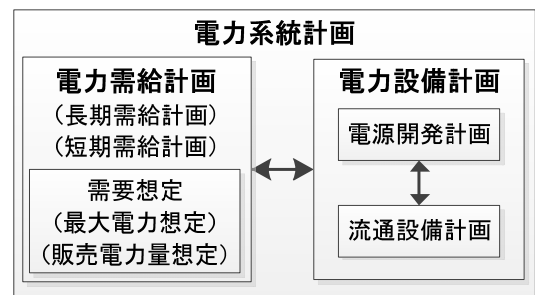 電力系統計画
電力需給計画
（長期需給計画）
（短期需給計画）
需要想定
（最大電力想定）
（販売電力量想定）
電力設備計画
電源開発計画
流通設備計画